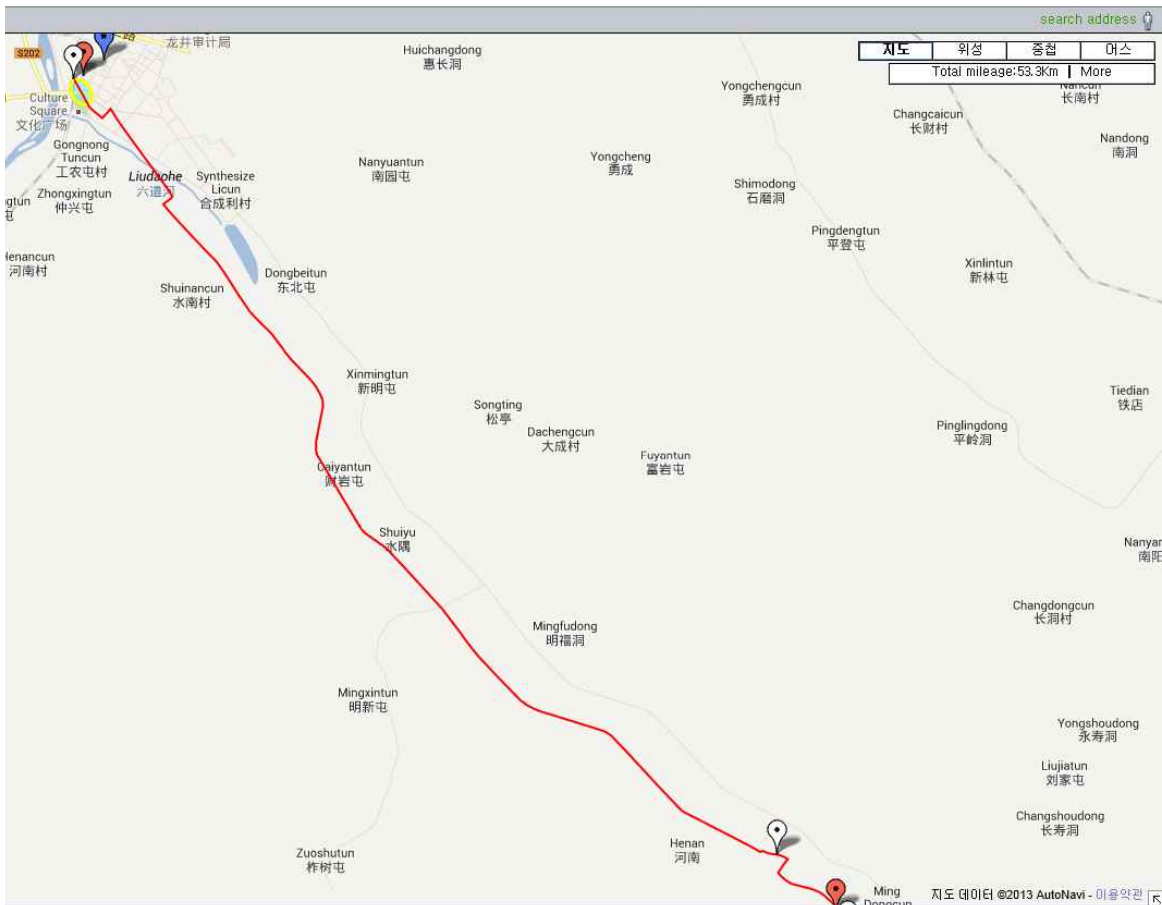 search address
S202
路
龙井审计局
Huichangdong
惠长洞
지도
위성
중첩
어스
Total mileage:53.3Km | More
Nancun
长南村
Yongchengcun
勇成村
Changcaicun
长财村
Nandong
南洞
Culture
Square
文化广场
Gongnong
Tuncun
工农屯村
Liudaohe
六道河
Synthesize
Licun
合成利村
Nanyuantun
南园屯
Yongcheng
勇成
Shimodong
石磨洞
gtun
屯
Zhongxingtun
仲兴屯
Pingdengtun
平登屯
Henancun
河南村
Xinlintun
新林屯
Dongbeitun
东北屯
Shuinancun
水南村
Xinmingtun
新明屯
Songting
松亭
Dachengcun
大成村
Fuyantun
富岩屯
Pinglingdong
平岭洞
Tiedian
铁店
Caiyantun
财岩屯
Shuiyu
水隅
Nanyan
南阳
Changdongcun
长洞村
Mingfudong
明福洞
Mingxintun
明新屯
Yongshoudong
永寿洞
Liujiatun
刘家屯
Changshoudong
长寿洞
Henan
河南
Zuoshutun
柞树屯
Ming
Dongcun
지도 데이터 ©2013 AutoNavi - 이용약관